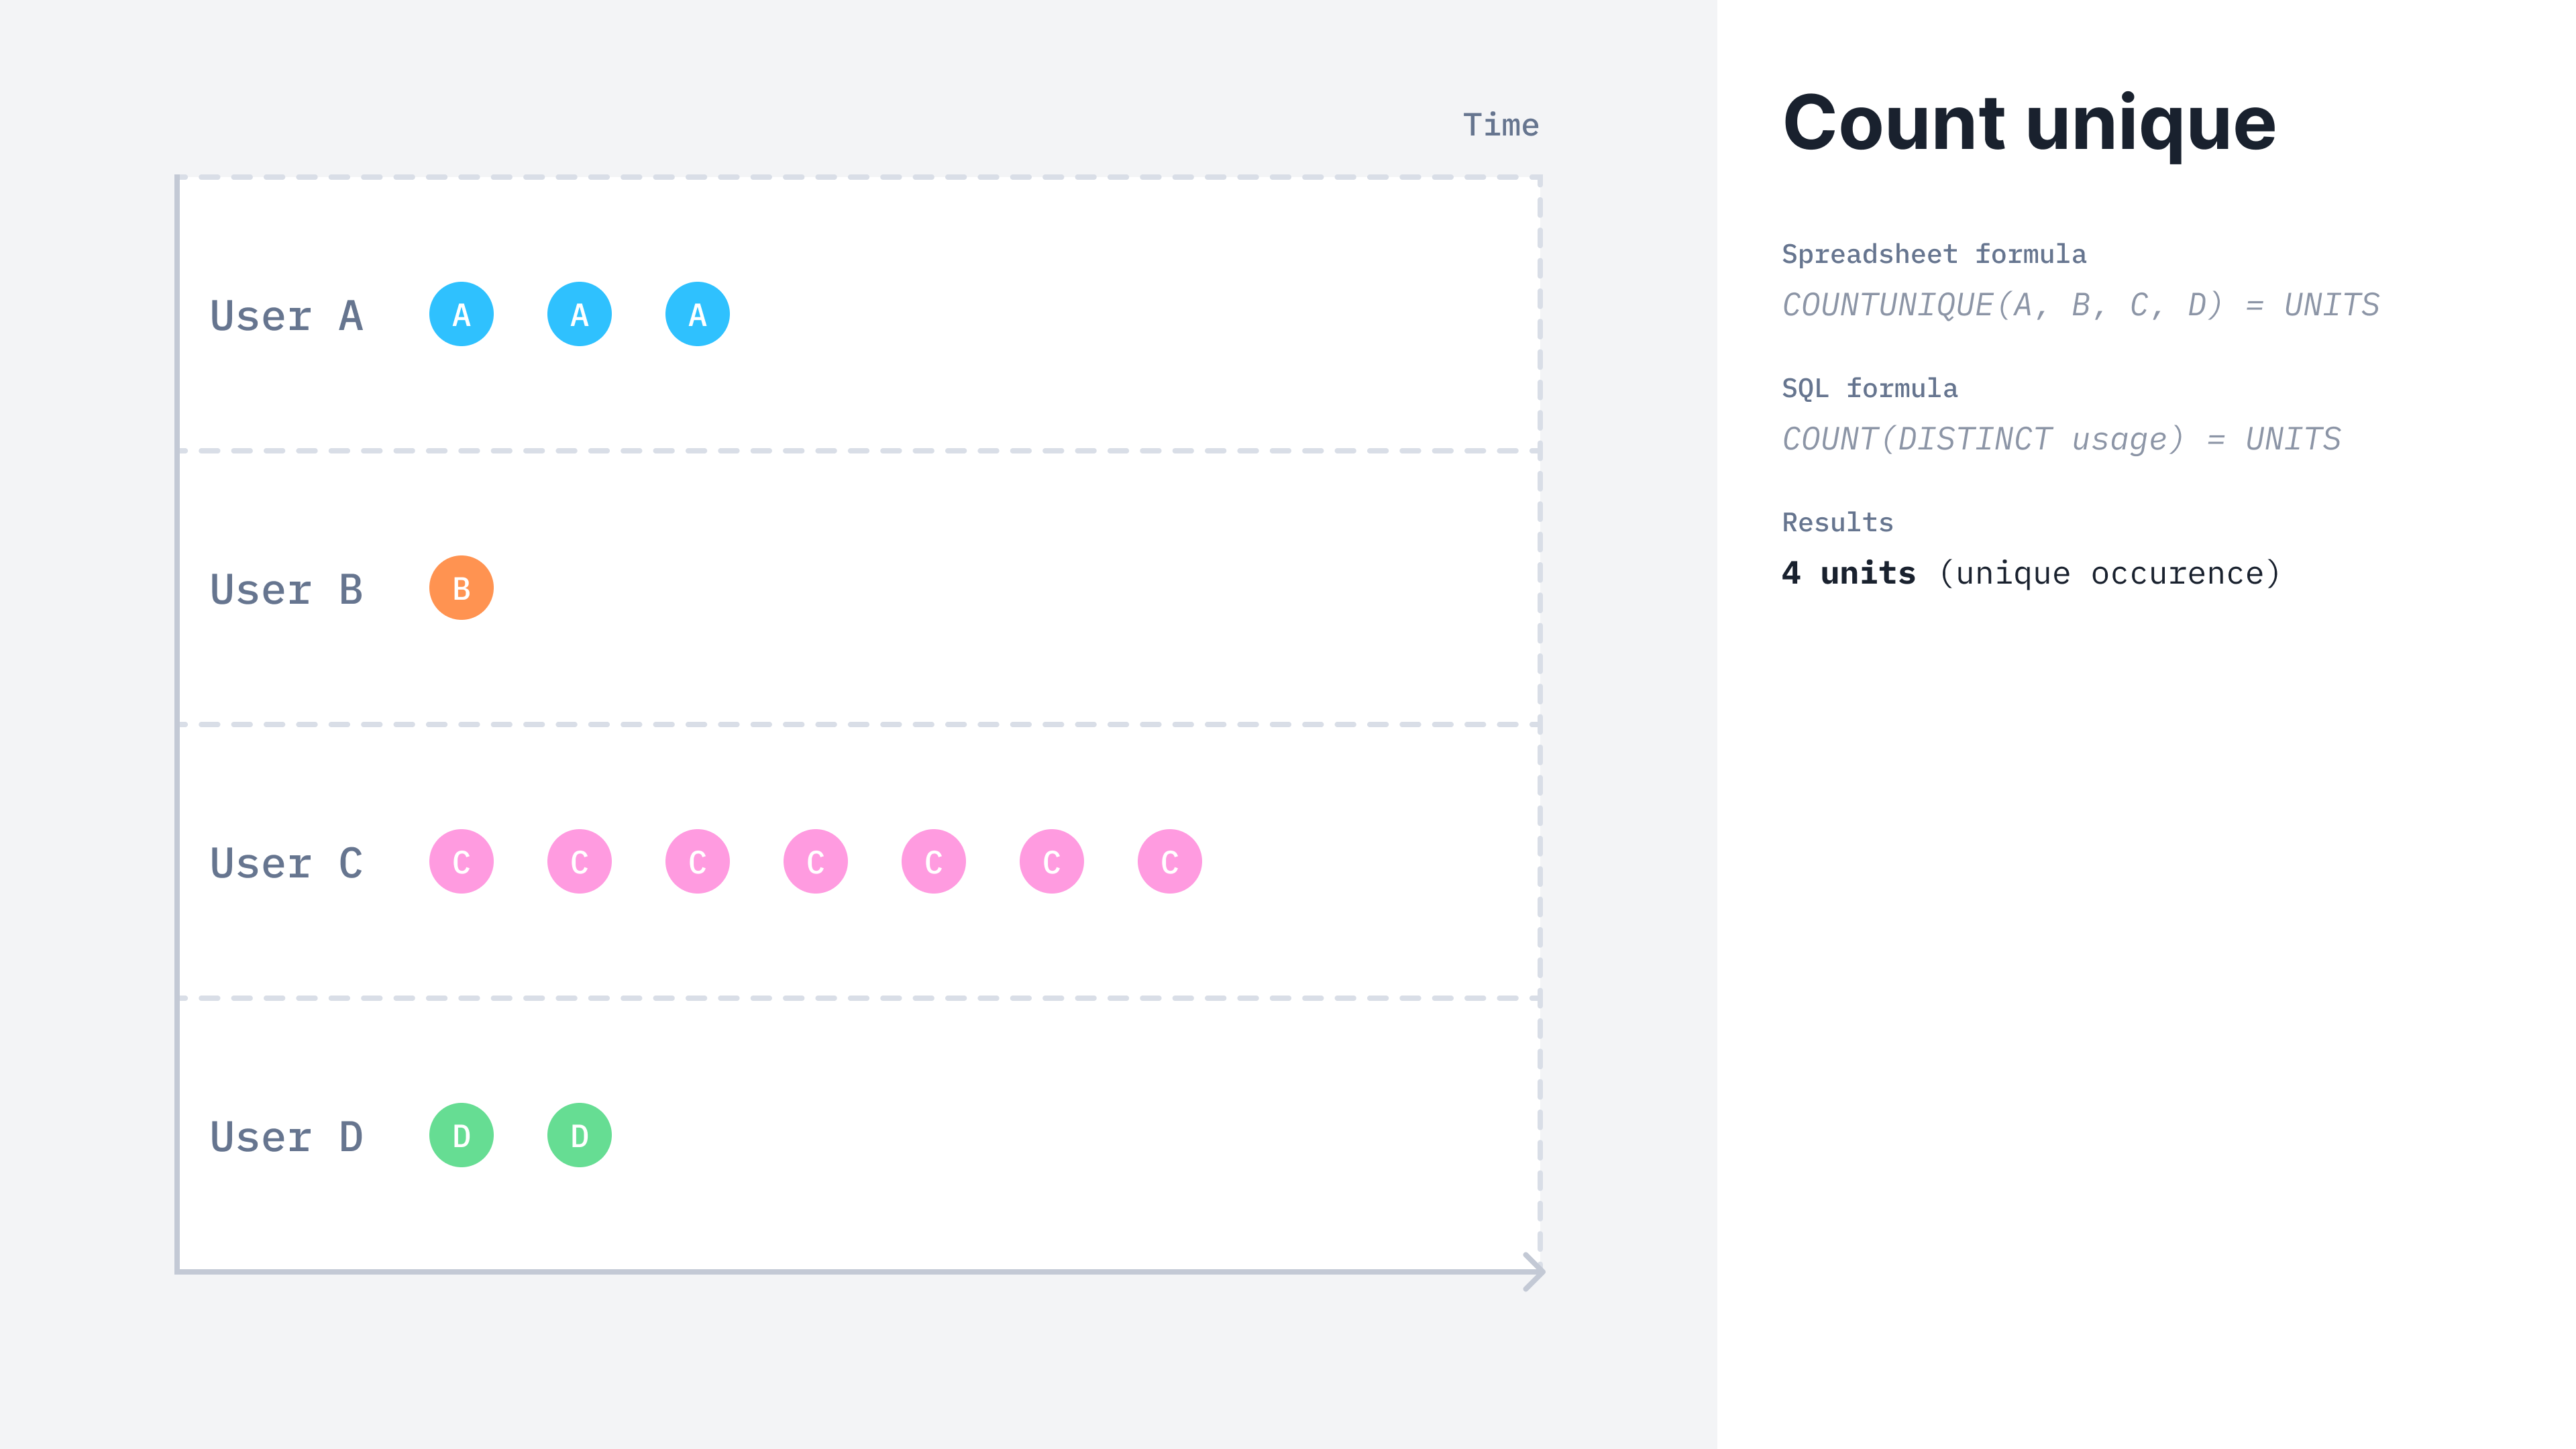 Time
User A A A A
User B B
User C C C C C C C C
User D D D
Count unique
Spreadsheet formula
COUNTUNIQUE(A, B, C, D) = UNITS
SQL formula
COUNT(DISTINCT usage) = UNITS
Results
4 units (unique occurence)